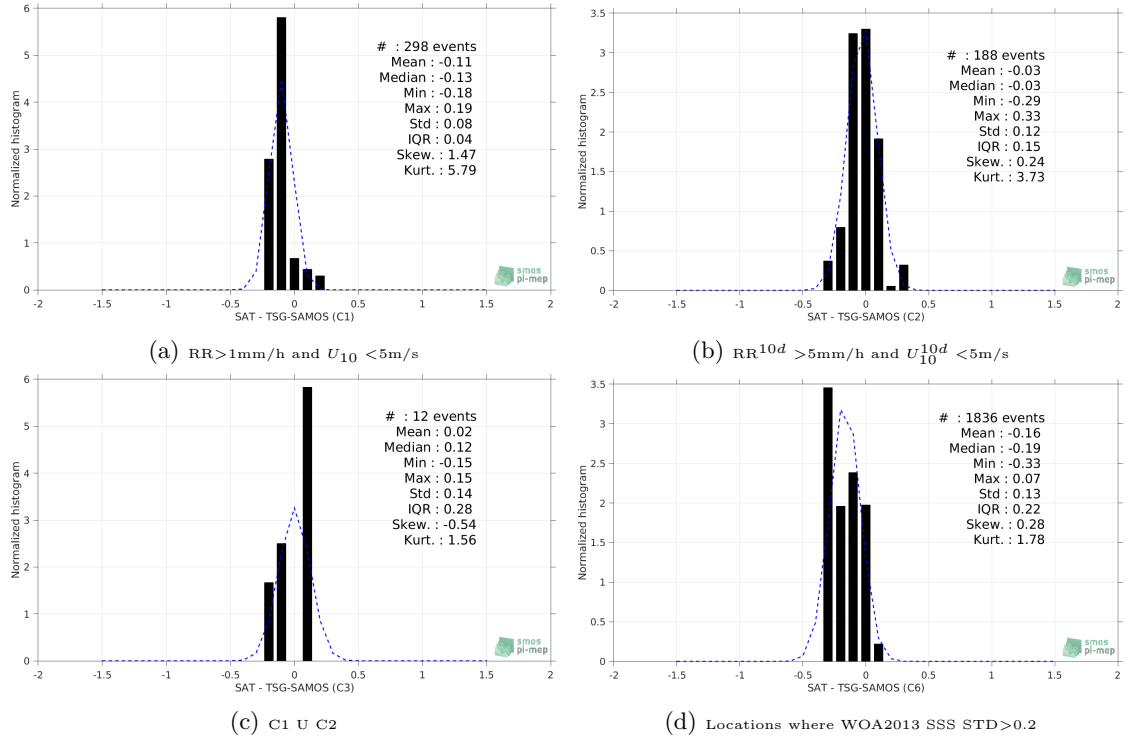 6
5
4
3
2
1
0
Normalized histogram
# : 298 events
Mean : -0.11
Median : -0.13
Min : -0.18
Max : 0.19
Std : 0.08
IQR : 0.04
Skew. : 1.47
Kurt. : 5.79
smos
pi-mep
-2 -1.5 -1 -0.5 0 0.5 1 1.5 2
SAT - TSG-SAMOS (C1)
(a) RR>1mm/h and U10 <5m/s
3.5
3
2.5
2
1.5
1
0.5
0
Normalized histogram
# : 188 events
Mean : -0.03
Median : -0.03
Min : -0.29
Max : 0.33
Std : 0.12
IQR : 0.15
Skew. : 0.24
Kurt. : 3.73
smos
pi-mep
-2 -1.5 -1 -0.5 0 0.5 1 1.5 2
SAT - TSG-SAMOS (C2)
(b) RR^10d >5mm/h and U10^10d <5m/s
6
5
4
3
2
1
0
Normalized histogram
# : 12 events
Mean : 0.02
Median : 0.12
Min : -0.15
Max : 0.15
Std : 0.14
IQR : 0.28
Skew. : -0.54
Kurt. : 1.56
smos
pi-mep
-2 -1.5 -1 -0.5 0 0.5 1 1.5 2
SAT - TSG-SAMOS (C3)
(c) C1 U C2
3.5
3
2.5
2
1.5
1
0.5
0
Normalized histogram
# : 1836 events
Mean : -0.16
Median : -0.19
Min : -0.33
Max : 0.07
Std : 0.13
IQR : 0.22
Skew. : 0.28
Kurt. : 1.78
smos
pi-mep
-2 -1.5 -1 -0.5 0 0.5 1 1.5 2
SAT - TSG-SAMOS (C6)
(d) Locations where WOA2013 SSS STD>0.2